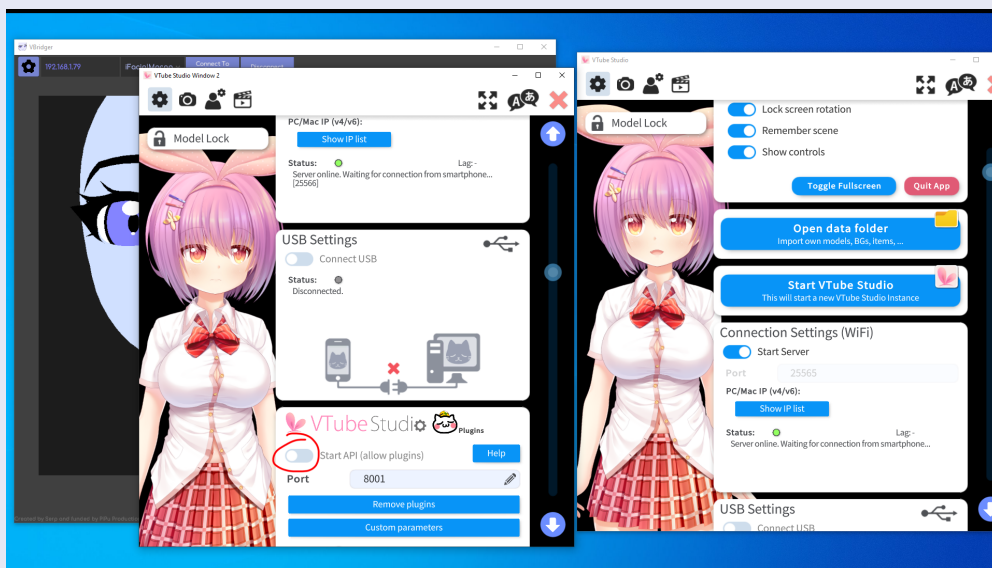 VBridger
192.168.1.79
Connect To
Disconnect
VTube Studio Window 2
Model Lock
PC/Mac IP (v4/v6):
Show IP list
Status:
Lag: -
Server online. Waiting for connection from smartphone...
[25566]
USB Settings
Connect USB
Status:
Disconnected.
VTube Studio
Plugins
Start API (allow plugins)
Help
Port
8001
Remove plugins
Custom parameters
VTube Studio
Model Lock
Lock screen rotation
Remember scene
Show controls
Toggle Fullscreen
Quit App
Open data folder
Import own models, BGs, items, ...
Start VTube Studio
This will start a new VTube Studio Instance
Connection Settings (WiFi)
Start Server
Port
25565
PC/Mac IP (v4/v6):
Show IP list
Status:
Lag: -
Server online. Waiting for connection from smartphone...
USB Settings
Connect USB